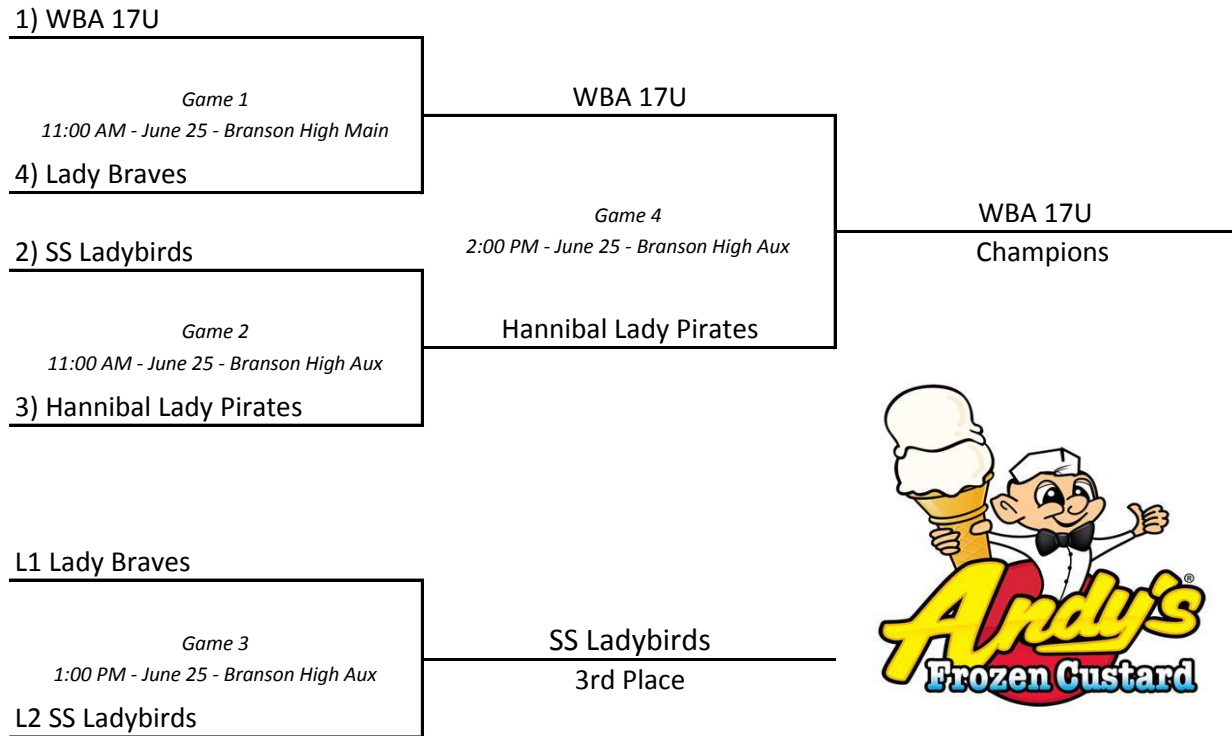 1) WBA 17U
Game 1
11:00 AM - June 25 - Branson High Main
4) Lady Braves
WBA 17U
2) SS Ladybirds
Game 2
11:00 AM - June 25 - Branson High Aux
3) Hannibal Lady Pirates
Game 4
2:00 PM - June 25 - Branson High Aux
Hannibal Lady Pirates
WBA 17U
Champions
L1 Lady Braves
Game 3
1:00 PM - June 25 - Branson High Aux
L2 SS Ladybirds
SS Ladybirds
3rd Place
Andy's®
Frozen Custard